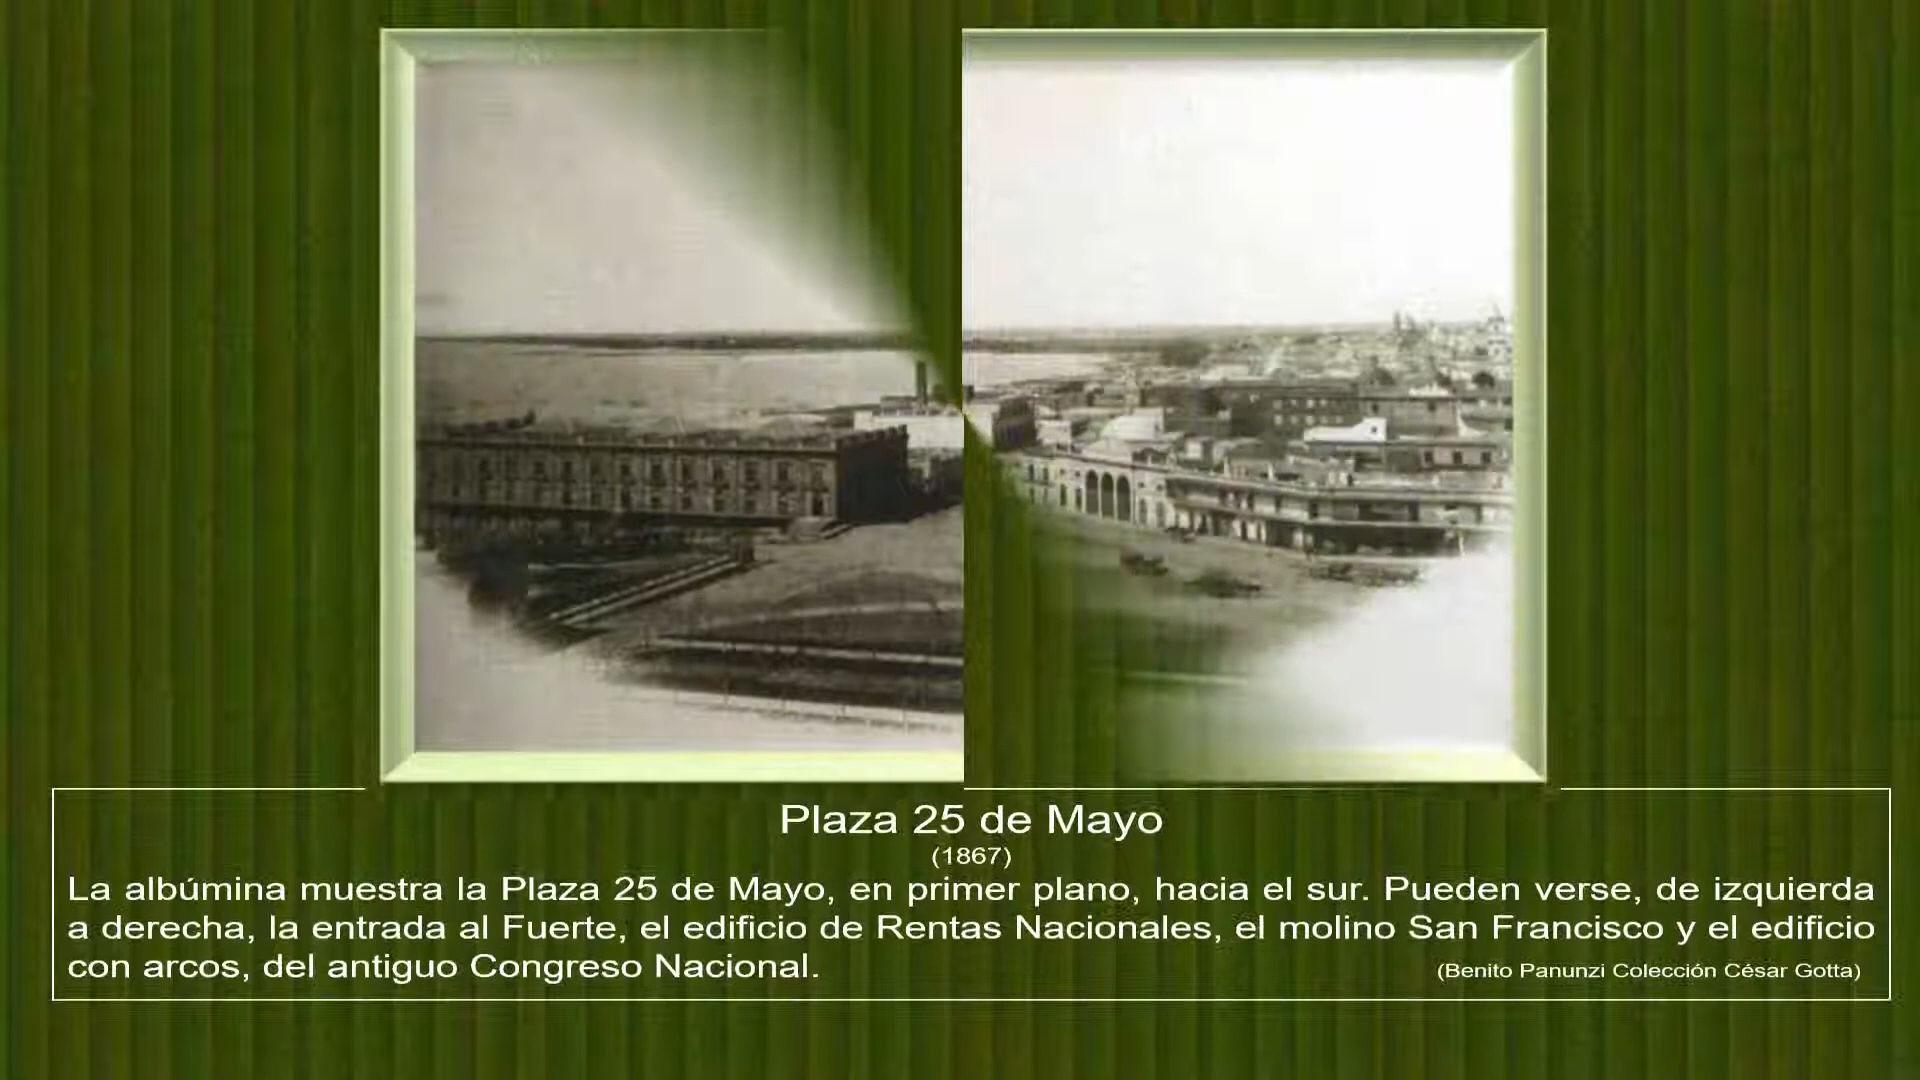 Plaza 25 de Mayo
(1867)
La albúmina muestra la Plaza 25 de Mayo, en primer plano, hacia el sur. Pueden verse, de izquierda
a derecha, la entrada al Fuerte, el edificio de Rentas Nacionales, el molino San Francisco y el edificio
con arcos, del antiguo Congreso Nacional.
(Benito Panunzi Colección César Gotta)